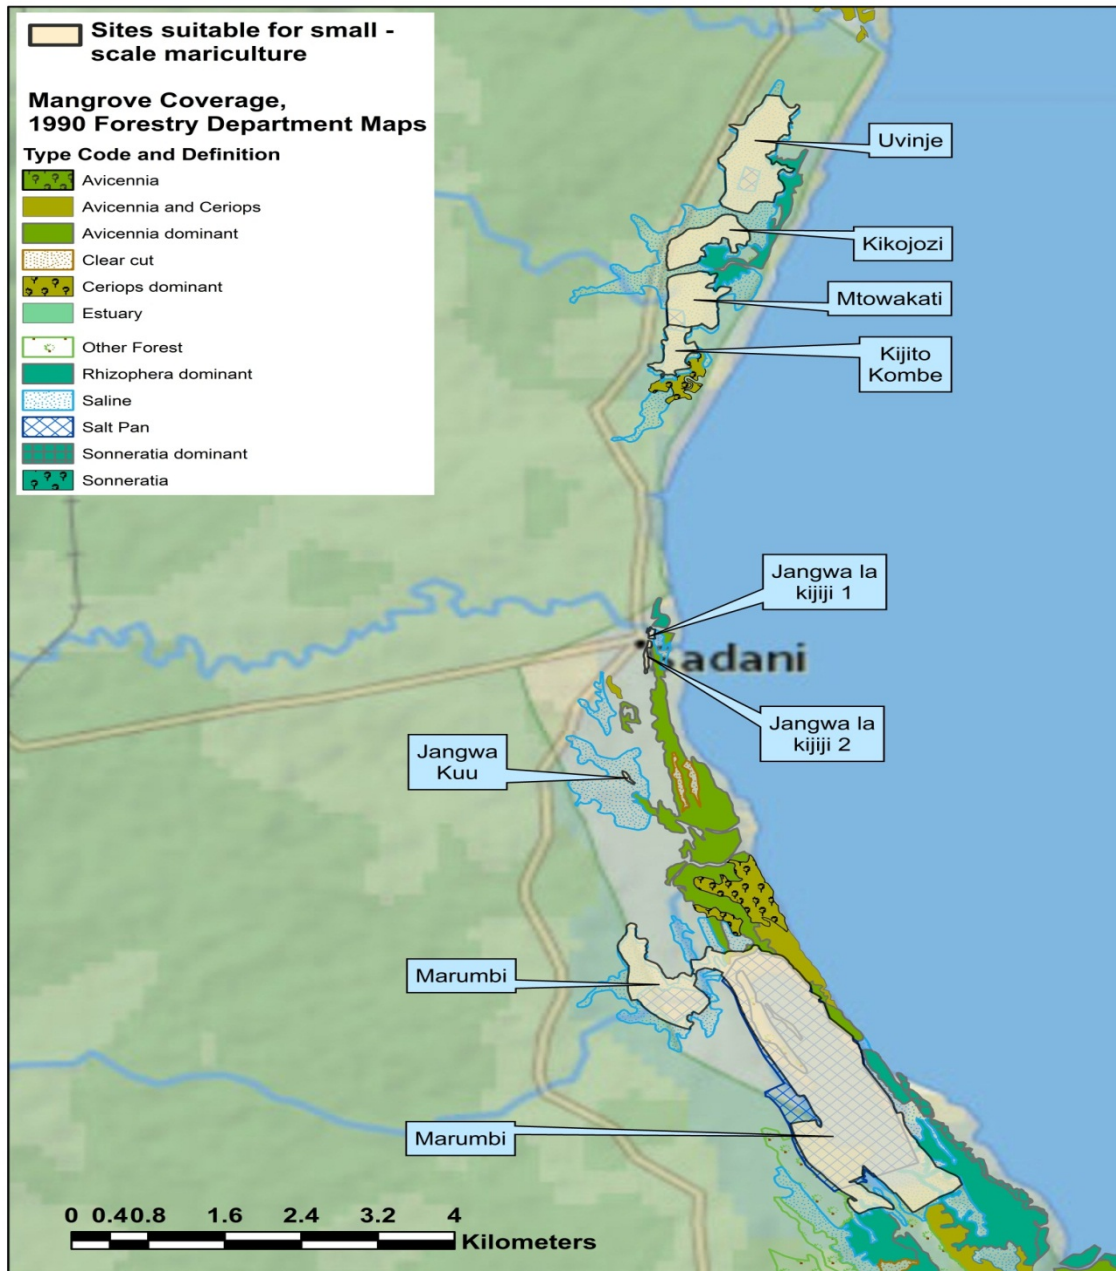 Sites suitable for small -
scale mariculture
Mangrove Coverage,
1990 Forestry Department Maps
Type Code and Definition
Avicennia
Avicennia and Ceriops
Avicennia dominant
Clear cut
Ceriops dominant
Estuary
Other Forest
Rhizophera dominant
Saline
Salt Pan
Sonneratia dominant
Sonneratia
Uvinje
Kikojozi
Mtowakati
Kijito
Kombe
Jangwa la
kijiji 1
adani
Jangwa la
kijiji 2
Jangwa
Kuu
Marumbi
Marumbi
0 0.4 0.8 1.6 2.4 3.2 4
Kilometers